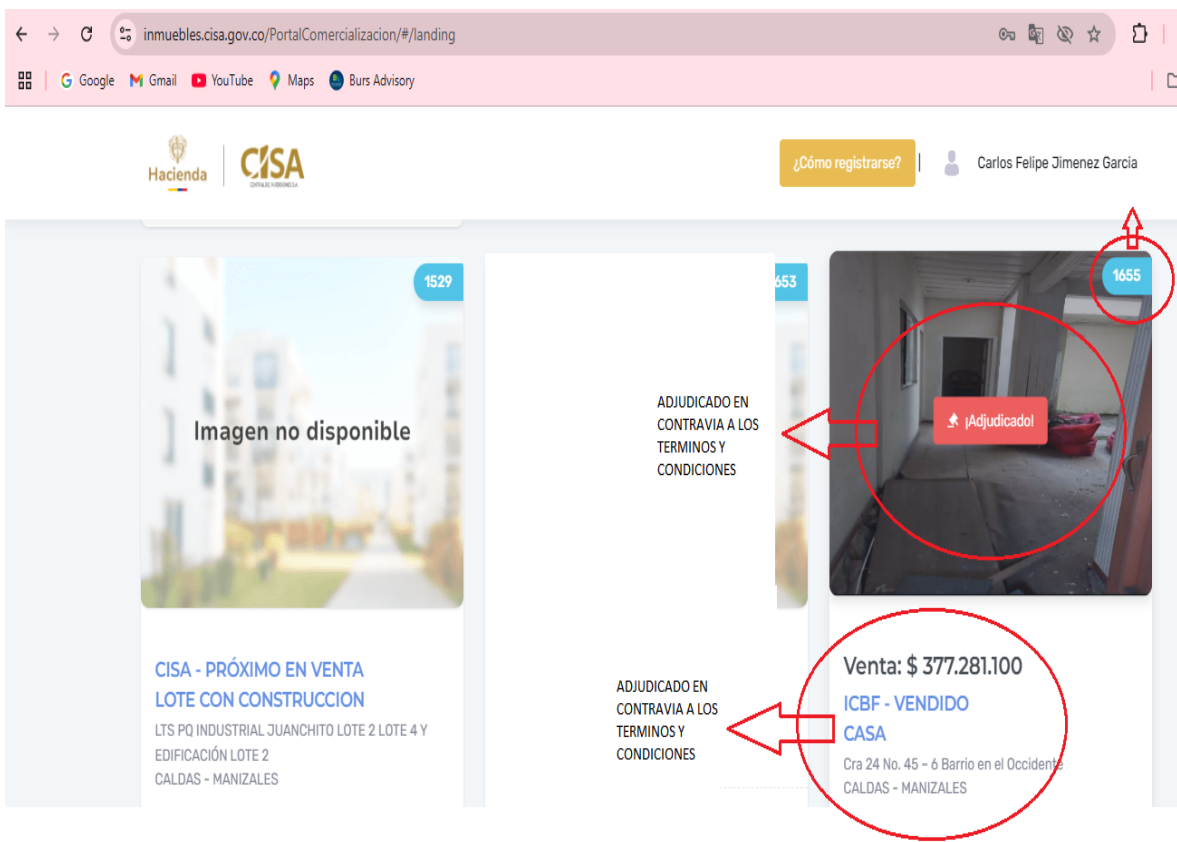 inmuebles.cisa.gov.co/PortalComercializacion/#/landing
Google Gmail YouTube Maps Burs Advisory
Hacienda
CISA
¿Cómo registrarse?
Carlos Felipe Jimenez Garcia
1529
653
1655
Imagen no disponible
ADJUDICADO EN
CONTRAVIA A LOS
TERMINOS Y
CONDICIONES
¡Adjudicado!
CISA - PRÓXIMO EN VENTA
LOTE CON CONSTRUCCION
LTS PQ INDUSTRIAL JUANCHITO LOTE 2 LOTE 4 Y
EDIFICACIÓN LOTE 2
CALDAS - MANIZALES
ADJUDICADO EN
CONTRAVIA A LOS
TERMINOS Y
CONDICIONES
Venta: $ 377.281.100
ICBF - VENDIDO
CASA
Cra 24 No. 45 – 6 Barrio en el Occidente
CALDAS - MANIZALES